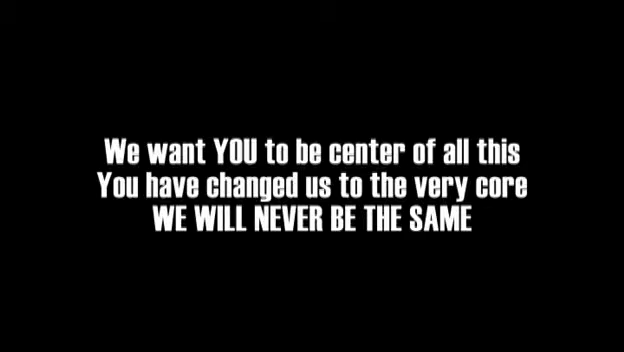 We want YOU to be center of all this
You have changed us to the very core
WE WILL NEVER BE THE SAME